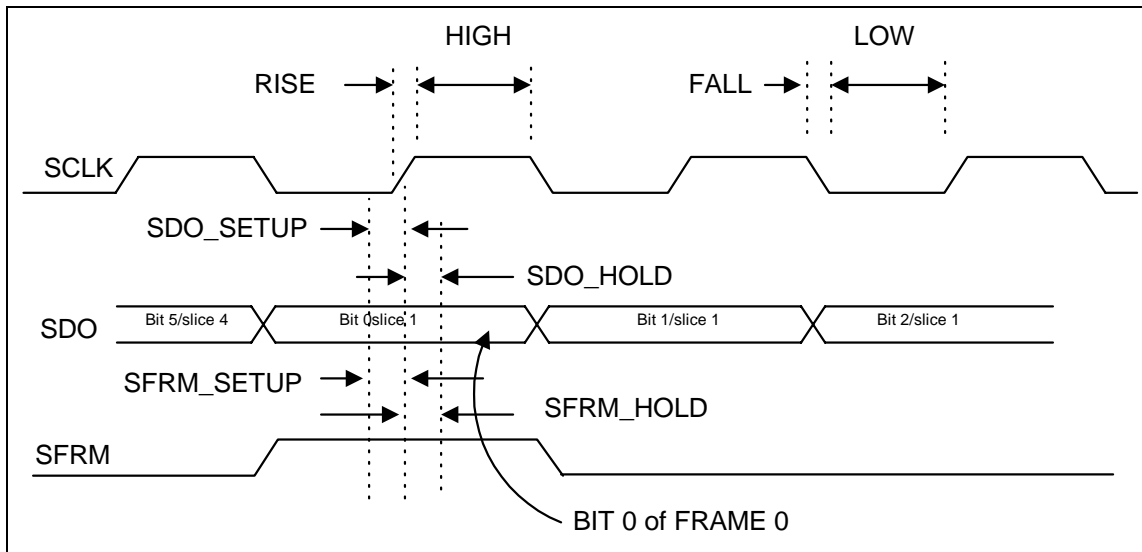 HIGH
LOW
RISE
FALL
SCLK
SDO_SETUP
SDO_HOLD
SDO
Bit 5/slice 4
Bit 0/slice 1
Bit 1/slice 1
Bit 2/slice 1
SFRM_SETUP
SFRM_HOLD
SFRM
BIT 0 of FRAME 0